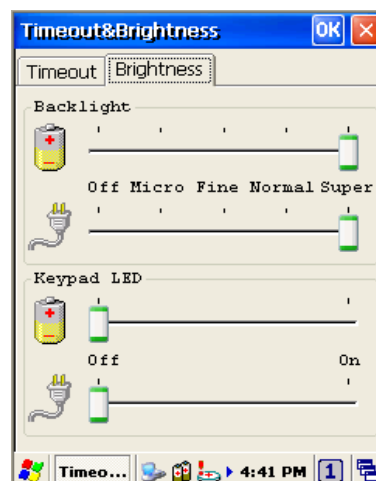 Timeout&Brightness OK
Timeout Brightness
Backlight
Off Micro Fine Normal Super
Keypad LED
Off On
Timeo... 4:41 PM 1